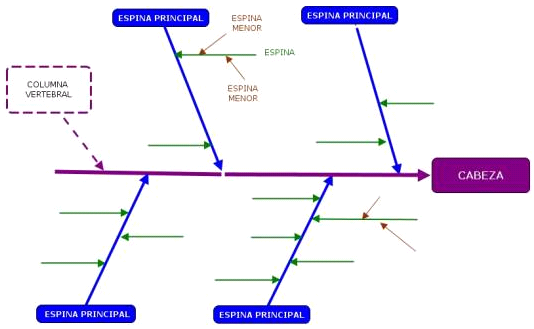 ESPINA PRINCIPAL
ESPINA PRINCIPAL
ESPINA
MENOR
ESPINA
ESPINA
MENOR
COLUMNA
VERTEBRAL
CABEZA
ESPINA PRINCIPAL
ESPINA PRINCIPAL